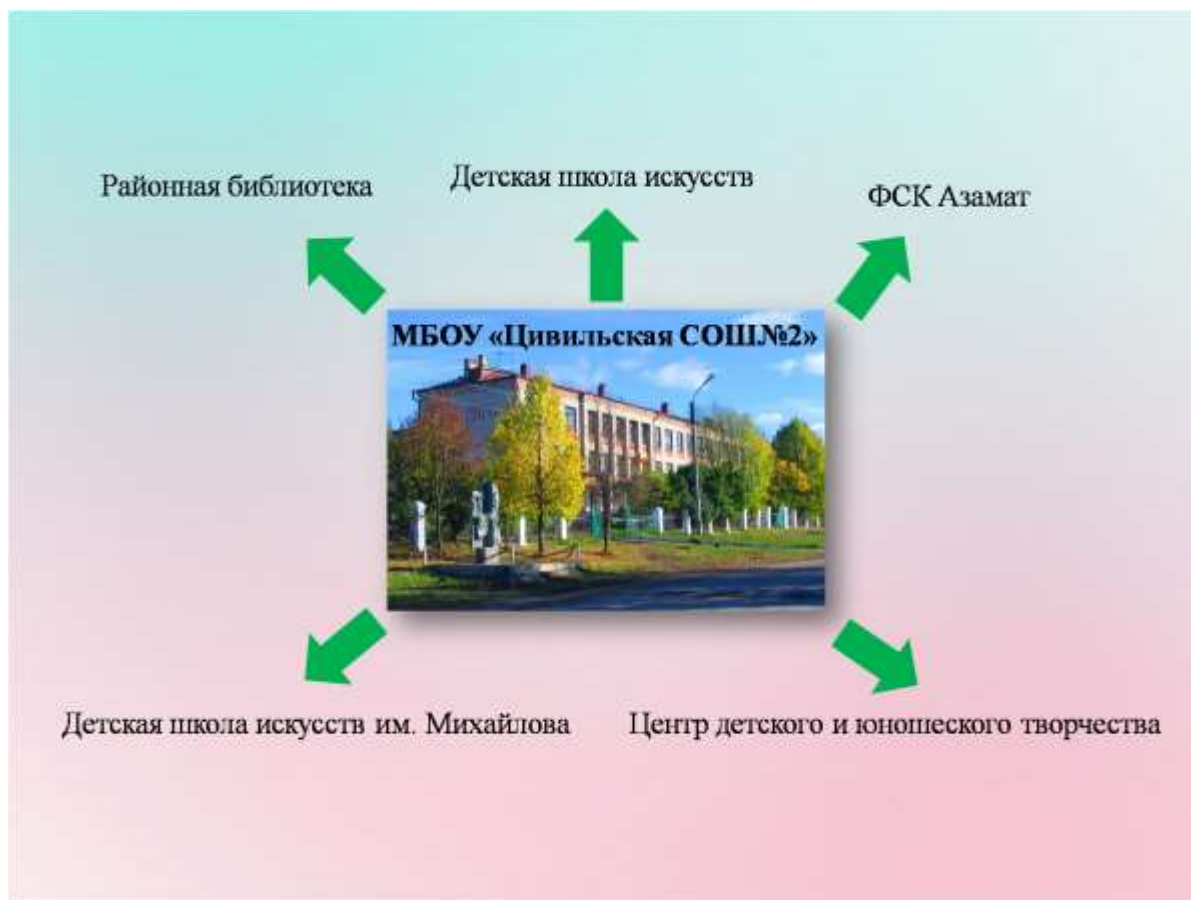 Районная библиотека
Детская школа искусств
ФСК Азамат
МБОУ «Цивильская СОШ№2»
Детская школа искусств им. Михайлова
Центр детского и юношеского творчества